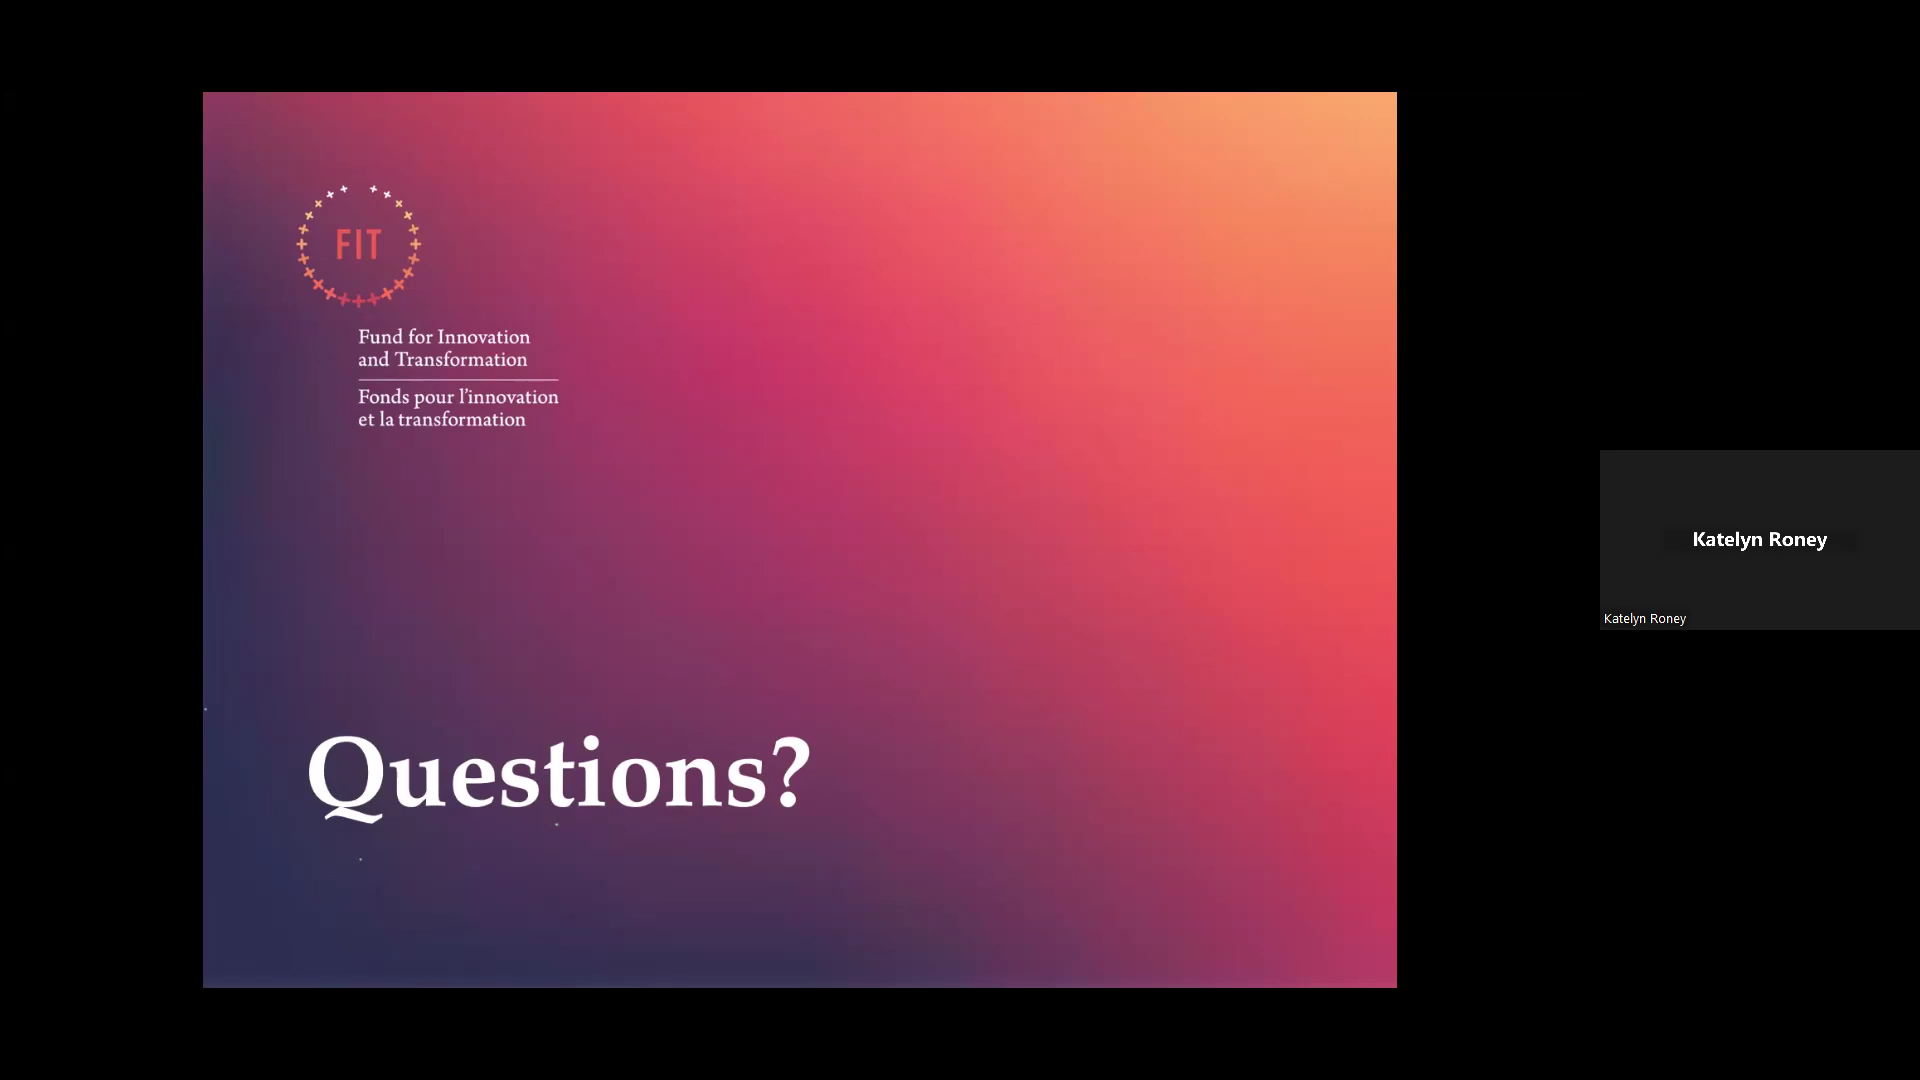 FIT
Fund for Innovation
and Transformation
Fonds pour l’innovation
et la transformation
Questions?
Katelyn Roney
Katelyn Roney